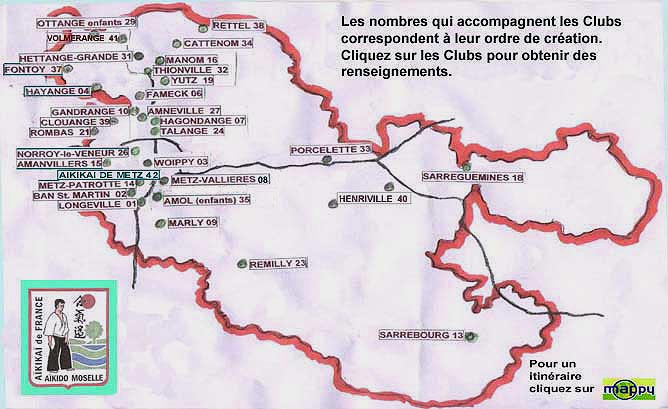 OTTANGE enfants 29
VOLMERANGE 41
RETTEL 38
Les nombres qui accompagnent les Clubs
correspondent à leur ordre de création.
Cliquez sur les Clubs pour obtenir des
renseignements.
CATTENOM 34
HETTANGE-GRANDE 31
MANOM 16
FONTOY 37
THIONVILLE 32
YUTZ 19
HAYANGE 04
FAMECK 06
GANDRANGE 10
AMNEVILLE 27
CLOUANGE 39
HAGONDANGE 07
ROMBAS 21
TALANGE 24
NORROY-le-VENEUR 26
PORCELETTE 33
AMANVILLERS 15
WOIPPY 03
AIKIKAI DE METZ 42
SARREGUEMINES 18
METZ-PATROTTE 14
METZ-VALLIERES 08
BAN St. MARTIN 02
AMOL (enfants) 35
HENRIVILLE 40
LONGEVILLE 01
MARLY 09
REMILLY 23
SARREBOURG 13
AIKIKAI de FRANCE
AÏKIDO MOSELLE
Pour un
itinéraire
cliquez sur
mappy